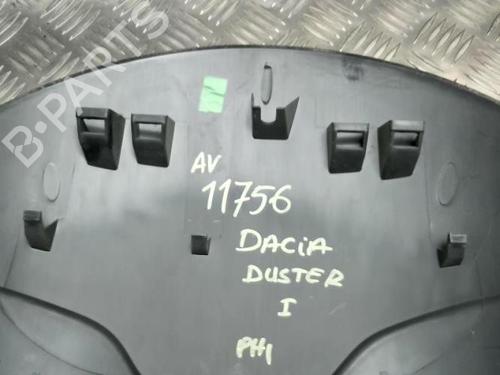 B-PARTS
AV
11756
DACIA
DUSTER
I
PH1